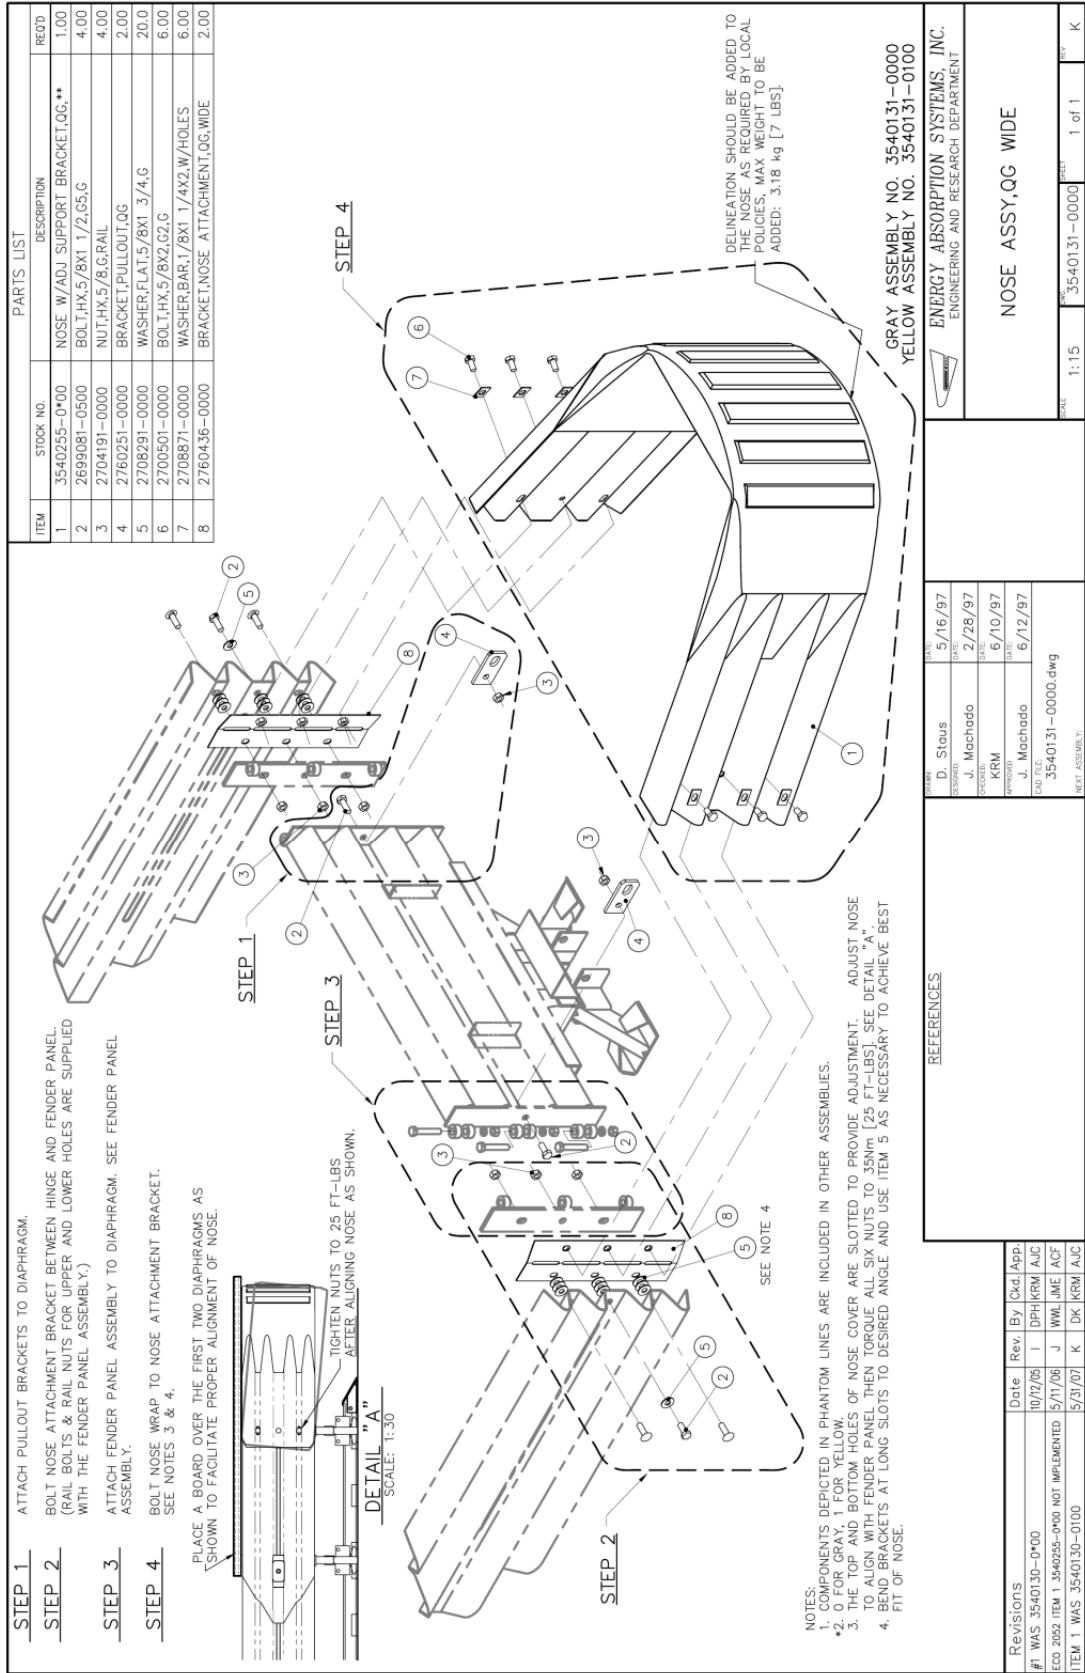 STEP 1
ATTACH PULLOUT BRACKETS TO DIAPHRAGM.
STEP 2
BOLT NOSE ATTACHMENT BRACKET BETWEEN HINGE AND FENDER PANEL.
(RAIL BOLTS & RAIL NUTS FOR UPPER AND LOWER HOLES ARE SUPPLIED
WITH THE FENDER PANEL ASSEMBLY.)
STEP 3
ATTACH FENDER PANEL ASSEMBLY TO DIAPHRAGM. SEE FENDER PANEL
ASSEMBLY.
STEP 4
BOLT NOSE WRAP TO NOSE ATTACHMENT BRACKET.
SEE NOTES 3 & 4.
PLACE A BOARD OVER THE FIRST TWO DIAPHRAGMS AS
SHOWN TO FACILITATE PROPER ALIGNMENT OF NOSE.
TIGHTEN NUTS TO 25 FT-LBS
AFTER ALIGNING NOSE AS SHOWN.
DETAIL "A"
SCALE: 1:30
PARTS LIST
ITEM STOCK NO. DESCRIPTION REQ'D
1 3540255-0*00 NOSE W/ADJ SUPPORT BRACKET,QG,** 1.00
2 2699081-0500 BOLT,HX,5/8X1 1/2,G5,G 4.00
3 2704191-0000 NUT,HX,5/8,G,RAIL 4.00
4 2760251-0000 BRACKET,PULLOUT,QG 2.00
5 2708291-0000 WASHER,FLAT,5/8X1 3/4,G 20.0
6 2700501-0000 BOLT,HX,5/8X2,G2,G 6.00
7 2708871-0000 WASHER,BAR,1/8X1 1/4X2,W/HOLES 6.00
8 2760436-0000 BRACKET,NOSE ATTACHMENT,QG,WIDE 2.00
STEP 1
3
2
2
5
8
4
3
STEP 4
7
6
1
DELINEATION SHOULD BE ADDED TO
THE NOSE AS REQUIRED BY LOCAL
POLICIES, MAX WEIGHT TO BE
ADDED: 3.18 kg [7 LBS].
STEP 3
3
2
3
4
STEP 2
8
5
SEE NOTE 4
5
2
GRAY ASSEMBLY NO. 3540131-0000
YELLOW ASSEMBLY NO. 3540131-0100
NOTES:
1. COMPONENTS DEPICTED IN PHANTOM LINES ARE INCLUDED IN OTHER ASSEMBLIES.
*2. 0 FOR GRAY, 1 FOR YELLOW.
3. THE TOP AND BOTTOM HOLES OF NOSE COVER ARE SLOTTED TO PROVIDE ADJUSTMENT. ADJUST NOSE
TO ALIGN WITH FENDER PANEL THEN TORQUE ALL SIX NUTS TO 35Nm [25 FT-LBS]. SEE DETAIL "A".
4. BEND BRACKETS AT LONG SLOTS TO DESIRED ANGLE AND USE ITEM 5 AS NECESSARY TO ACHIEVE BEST
FIT OF NOSE.
Revisions Date Rev. By Ckd. App.
#1 WAS 3540130-0*00 10/12/05 I DPH KRM AJC
ECO 2052 ITEM 1 3540255-0*00 NOT IMPLEMENTED 5/11/06 J WWL JME ACF
ITEM 1 WAS 3540130-0100 5/31/07 K DK KRM AJC
REFERENCES
DRAWN: D. Staus DATE: 5/16/97
DESIGNED: J. Machado DATE: 2/28/97
CHECKED: KRM DATE: 6/10/97
APPROVED: J. Machado DATE: 6/12/97
CAD FILE: 3540131-0000.dwg
NEXT ASSEMBLY:
ENERGY ABSORPTION SYSTEMS, INC.
ENGINEERING AND RESEARCH DEPARTMENT
NOSE ASSY,QG WIDE
SCALE 1:15 3540131-0000 SHEET 1 of 1 REV K